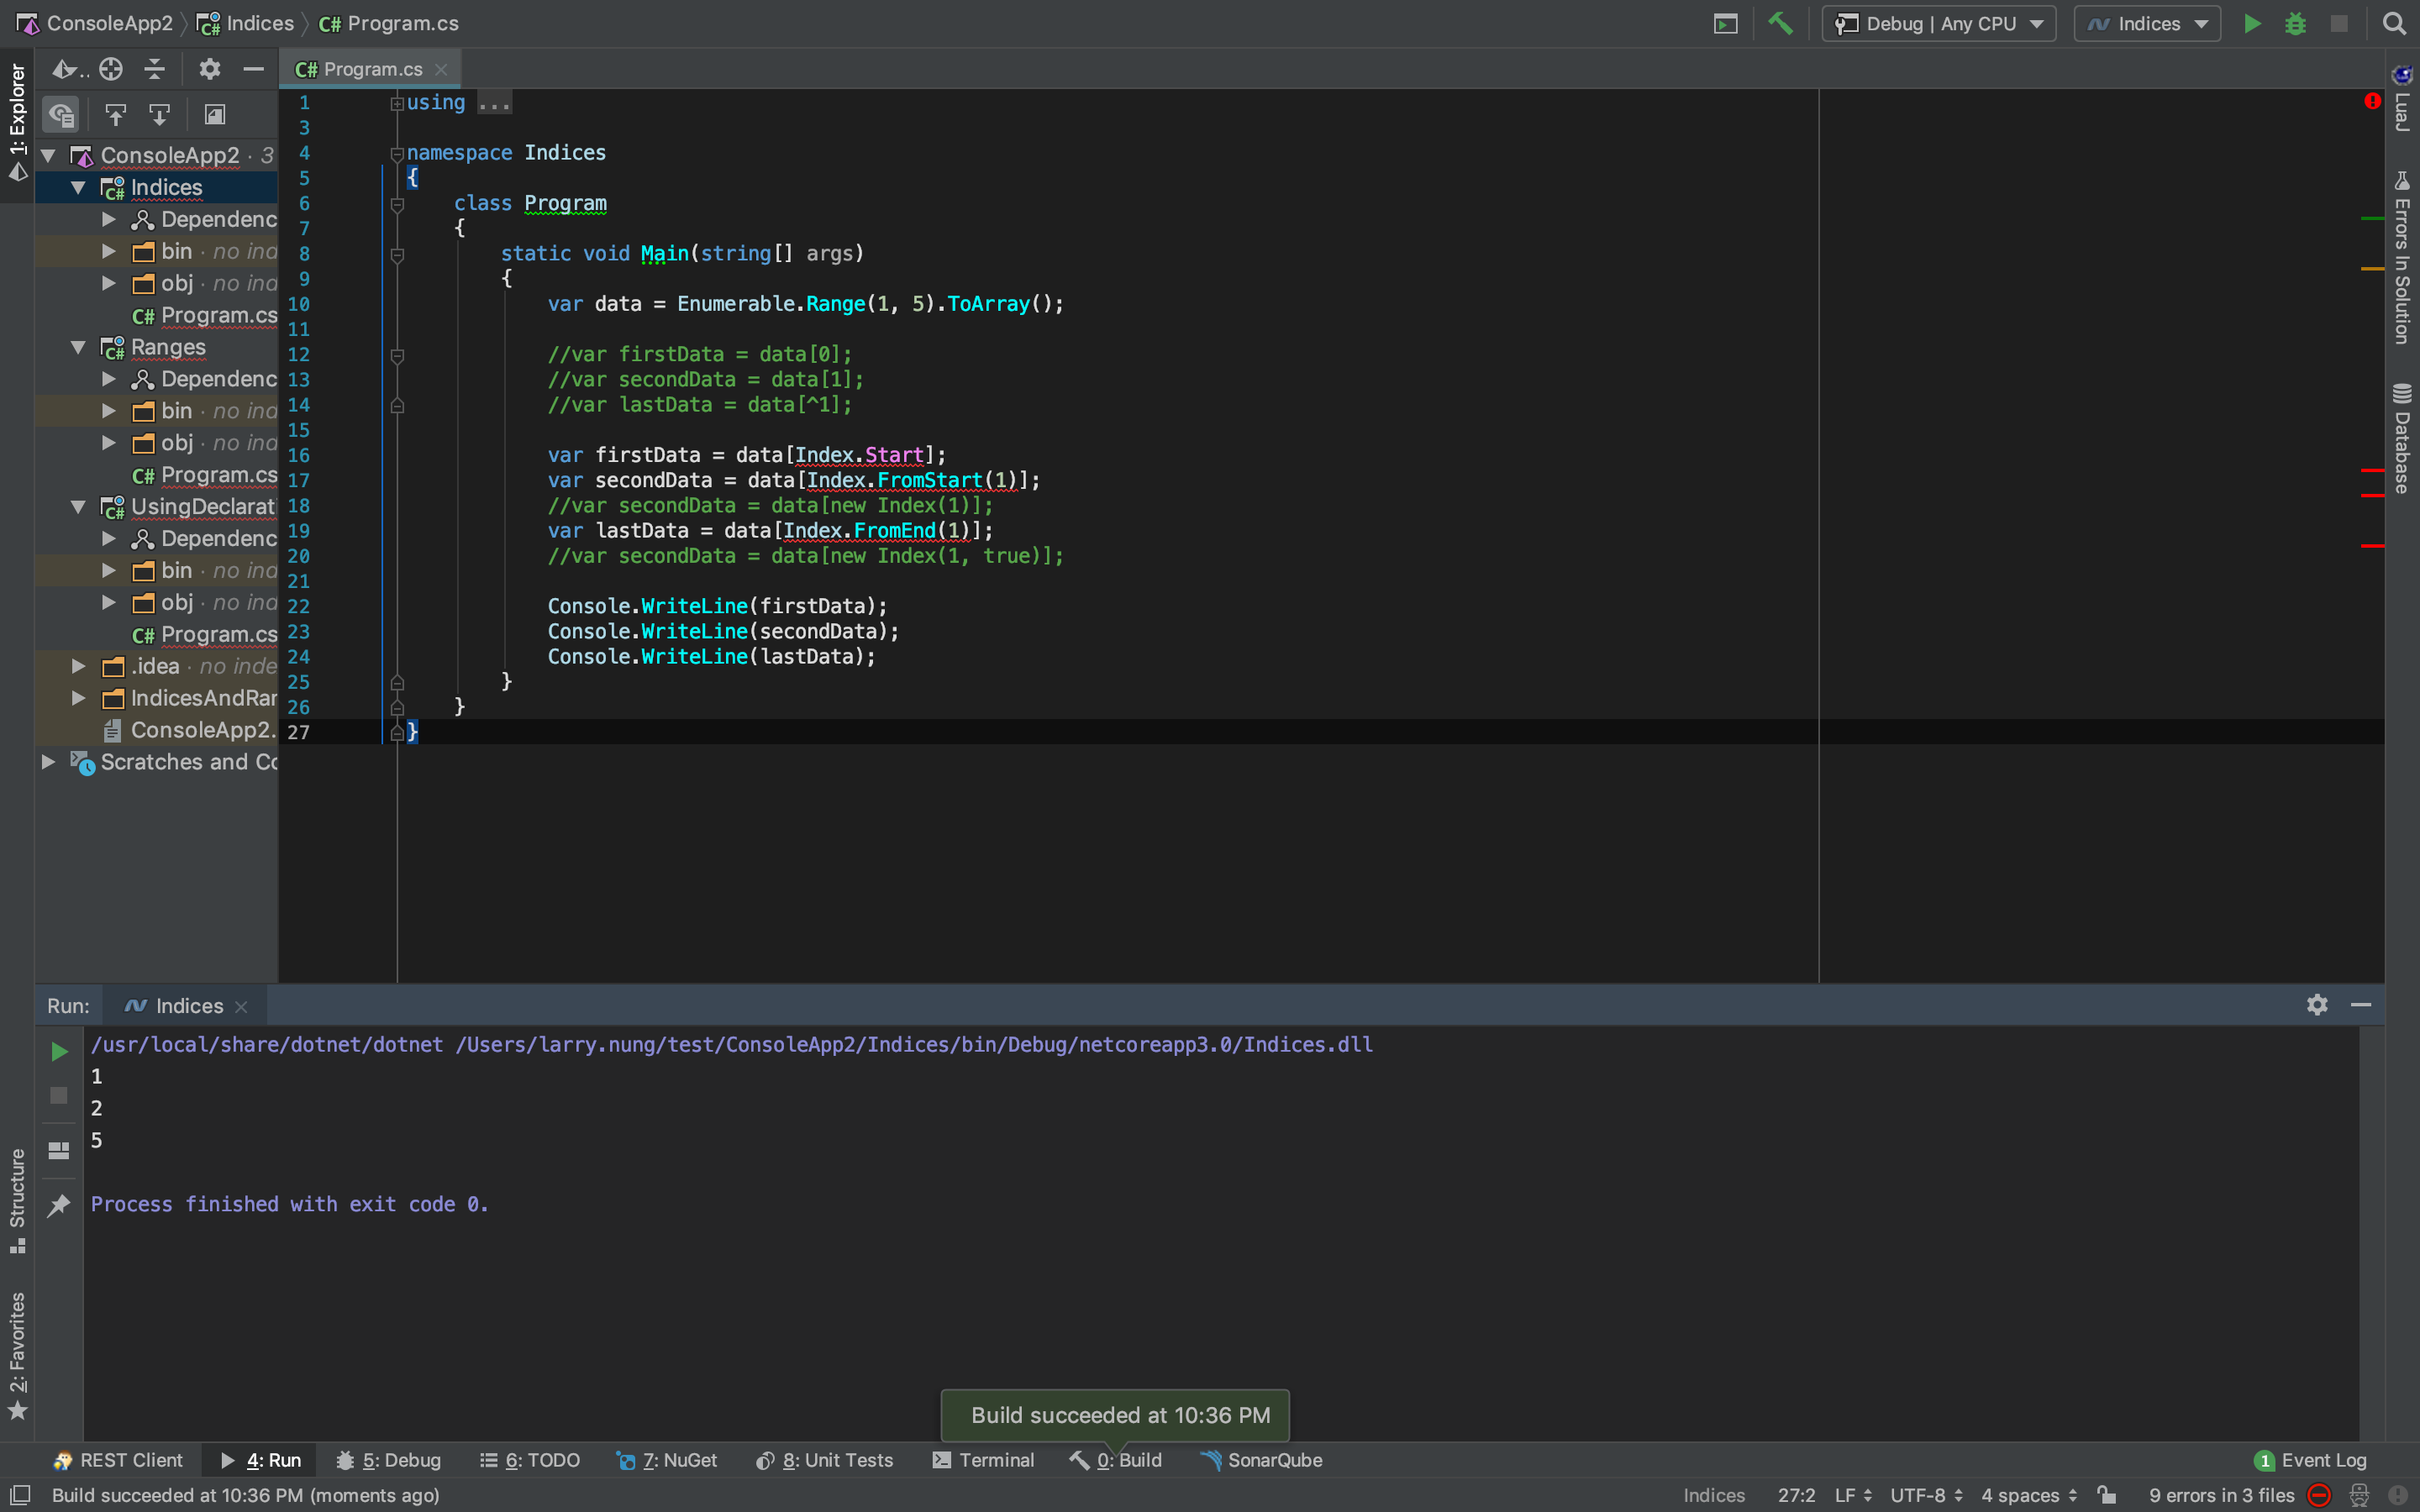 ConsoleApp2 Indices C# Program.cs
Debug | Any CPU
Indices
1: Explorer
C# Program.cs
ConsoleApp2 · 3
Indices
Dependenc
bin · no ind
obj · no ind
C# Program.cs
Ranges
Dependenc
bin · no ind
obj · no ind
C# Program.cs
UsingDeclarati
Dependenc
bin · no ind
obj · no ind
C# Program.cs
.idea · no inde
IndicesAndRar
ConsoleApp2.
Scratches and Co
1 using ...
3
4 namespace Indices
5 {
6 class Program
7 {
8 static void Main(string[] args)
9 {
10 var data = Enumerable.Range(1, 5).ToArray();
11
12 //var firstData = data[0];
13 //var secondData = data[1];
14 //var lastData = data[^1];
15
16 var firstData = data[Index.Start];
17 var secondData = data[Index.FromStart(1)];
18 //var secondData = data[new Index(1)];
19 var lastData = data[Index.FromEnd(1)];
20 //var secondData = data[new Index(1, true)];
21
22 Console.WriteLine(firstData);
23 Console.WriteLine(secondData);
24 Console.WriteLine(lastData);
25 }
26 }
27 }
LuaJ
Errors In Solution
Database
Run: Indices
/usr/local/share/dotnet/dotnet /Users/larry.nung/test/ConsoleApp2/Indices/bin/Debug/netcoreapp3.0/Indices.dll
1
2
5
Process finished with exit code 0.
Structure
2: Favorites
Build succeeded at 10:36 PM
REST Client 4: Run 5: Debug 6: TODO 7: NuGet 8: Unit Tests Terminal 0: Build SonarQube 1 Event Log
Build succeeded at 10:36 PM (moments ago) Indices 27:2 LF UTF-8 4 spaces 9 errors in 3 files